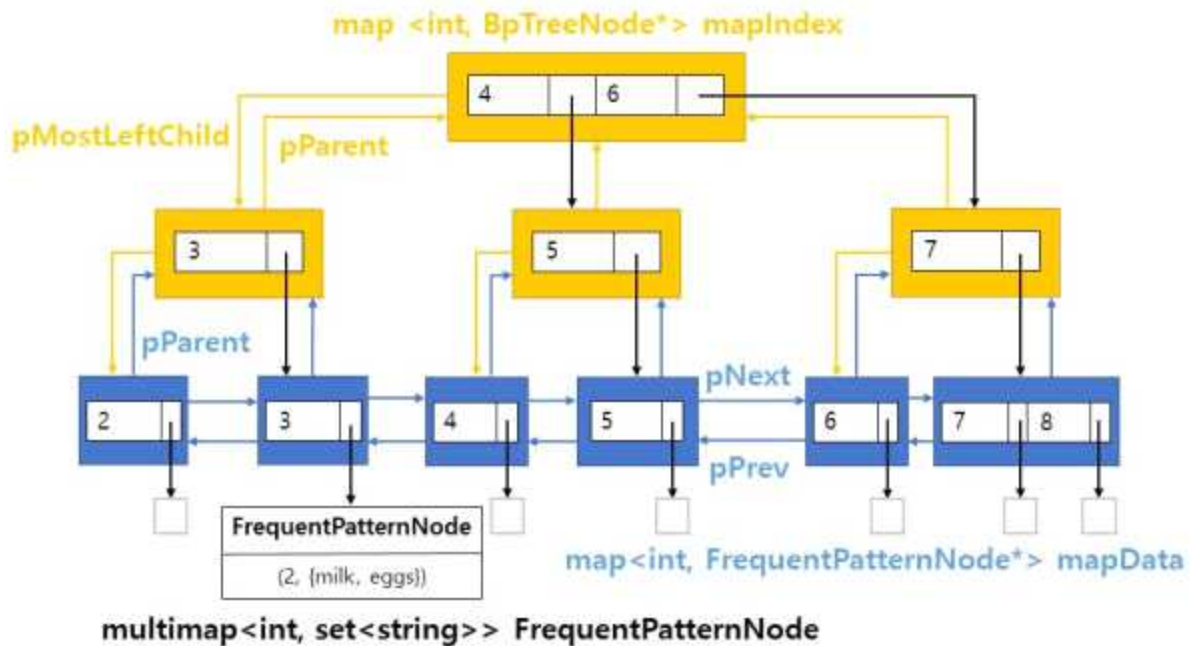 map <int, BpTreeNode*> mapIndex
4 6
pMostLeftChild
pParent
3 5 7
pParent
pNext
2 3 4 5 6 7 8
pPrev
FrequentPatternNode
(2, {milk, eggs})
map<int, FrequentPatternNode*> mapData
multimap<int, set<string>> FrequentPatternNode